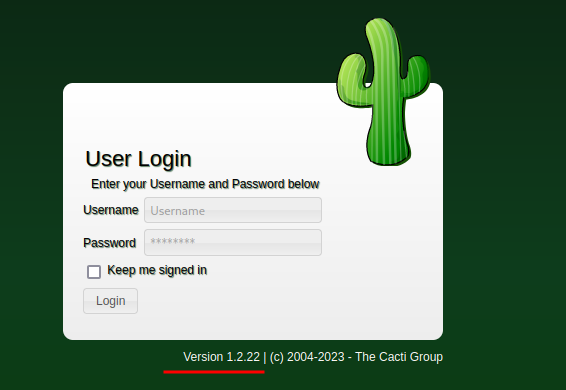 User Login
Enter your Username and Password below
Username Username
Password ********
Keep me signed in
Login
Version 1.2.22 | (c) 2004-2023 - The Cacti Group